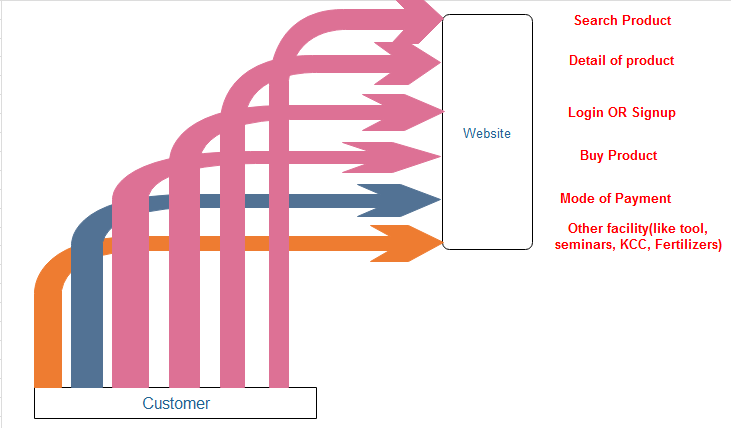 Search Product
Detail of product
Login OR Signup
Website
Buy Product
Mode of Payment
Other facility(like tool,
seminars, KCC, Fertilizers)
Customer